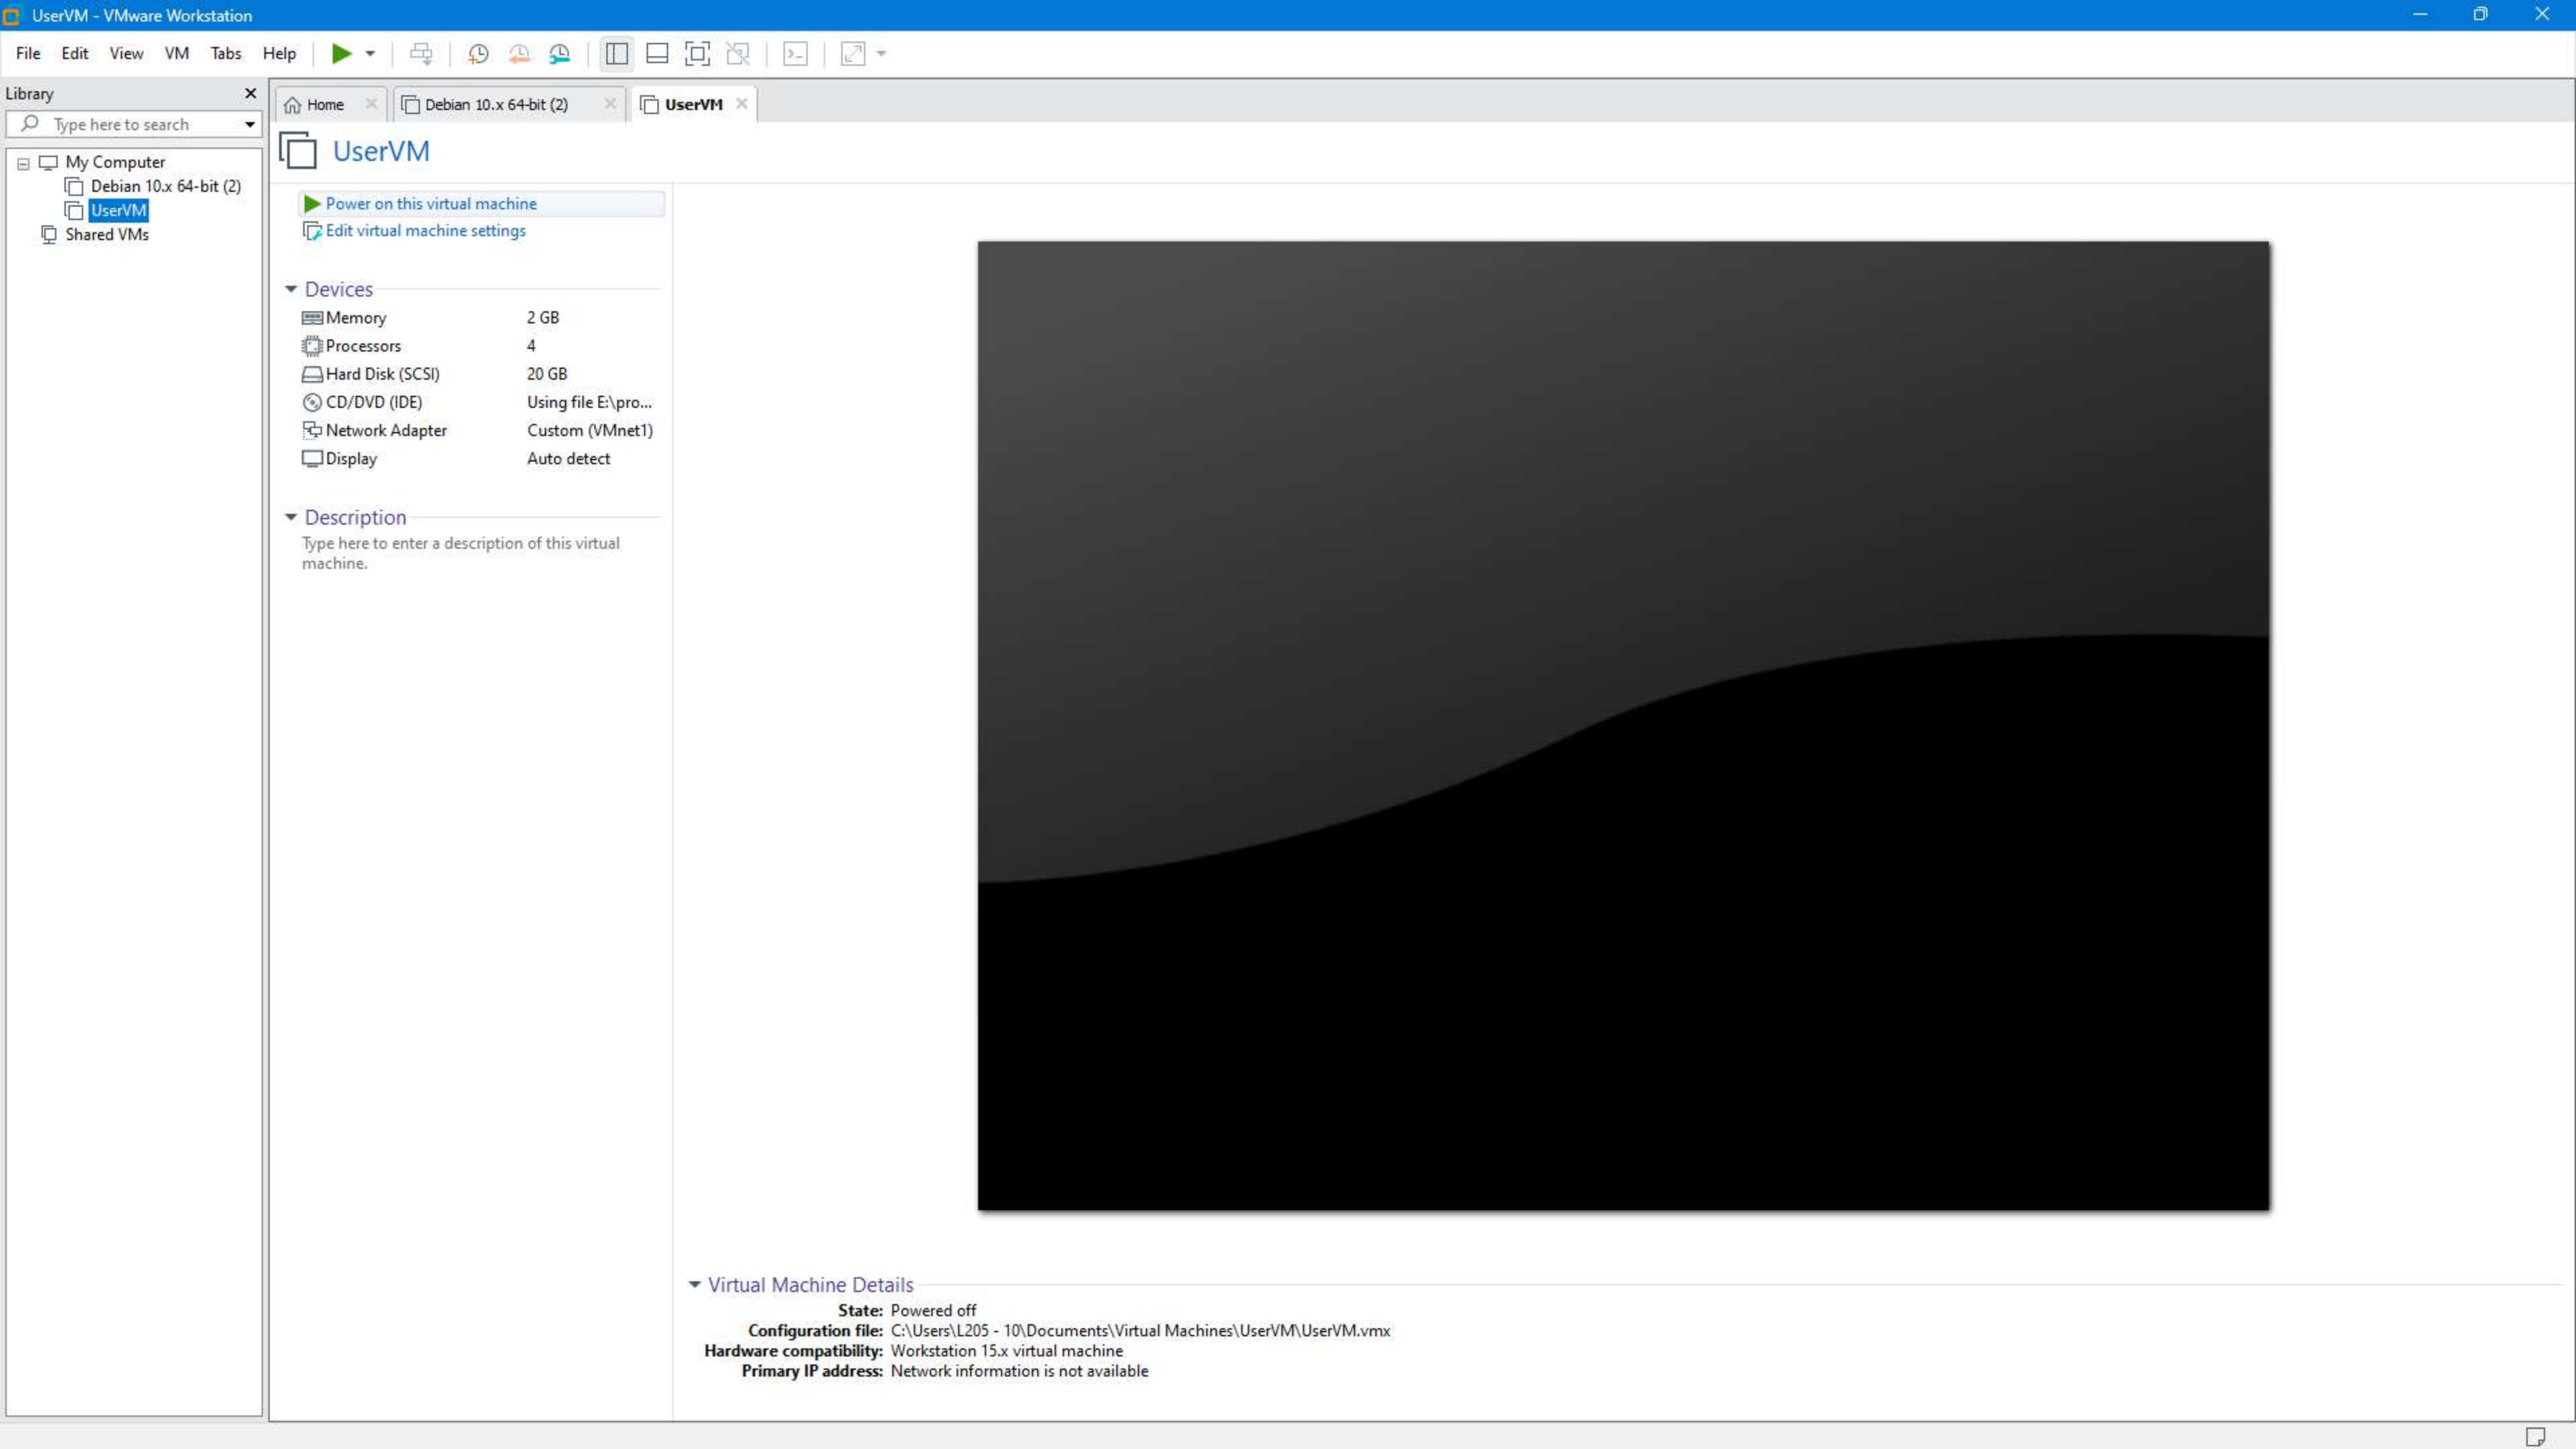 UserVM - VMware Workstation
File Edit View VM Tabs Help
Library
Type here to search
My Computer
Debian 10.x 64-bit (2)
UserVM
Shared VMs
Home
Debian 10.x 64-bit (2)
UserVM
UserVM
Power on this virtual machine
Edit virtual machine settings
Devices
Memory 2 GB
Processors 4
Hard Disk (SCSI) 20 GB
CD/DVD (IDE) Using file E:\pro...
Network Adapter Custom (VMnet1)
Display Auto detect
Description
Type here to enter a description of this virtual
machine.
Virtual Machine Details
State: Powered off
Configuration file: C:\Users\L205 - 10\Documents\Virtual Machines\UserVM\UserVM.vmx
Hardware compatibility: Workstation 15.x virtual machine
Primary IP address: Network information is not available